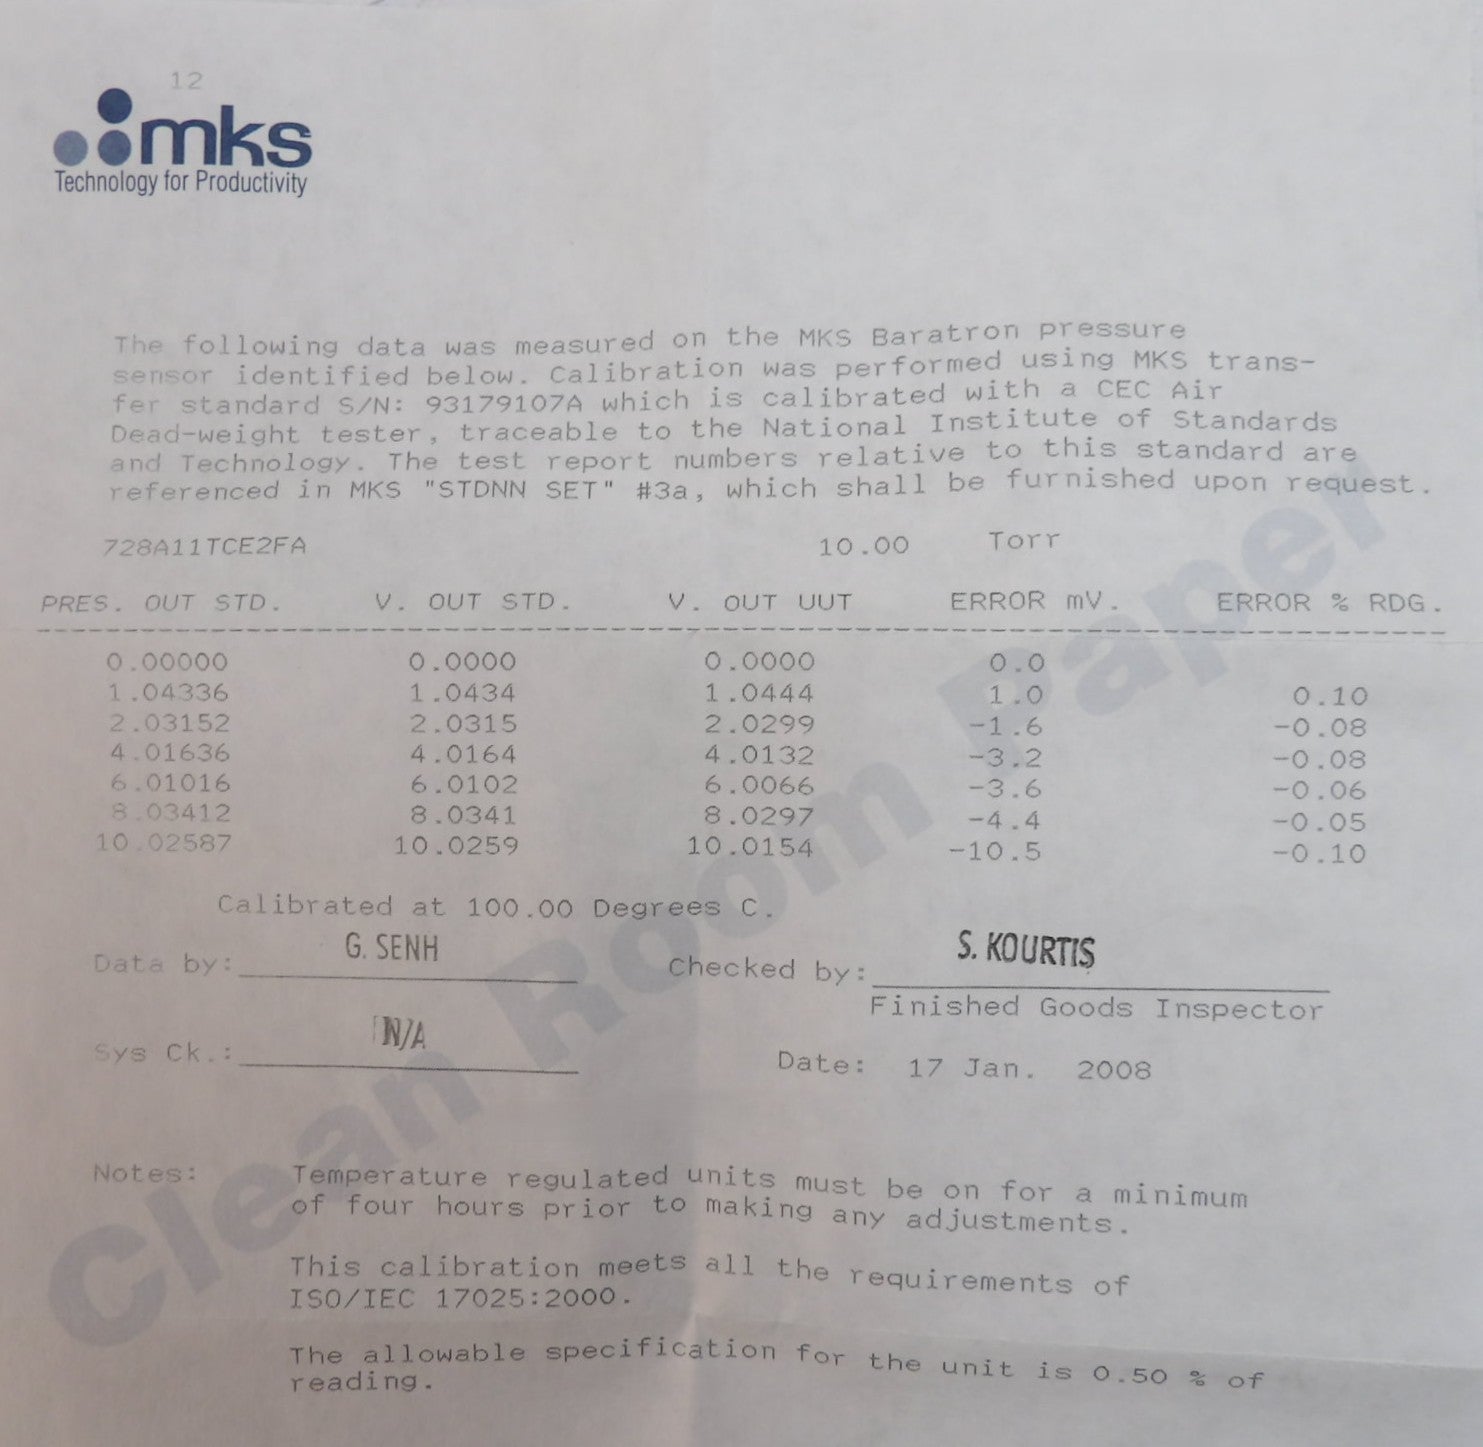 12
mks
Technology for Productivity
The following data was measured on the MKS Baratron pressure
sensor identified below. Calibration was performed using MKS trans-
fer standard S/N: 93179107A which is calibrated with a CEC Air
Dead-weight tester, traceable to the National Institute of Standards
and Technology. The test report numbers relative to this standard are
referenced in MKS "STDNN SET" #3a, which shall be furnished upon request.
728A11TCE2FA 10.00 Torr
PRES. OUT STD. V. OUT STD. V. OUT UUT ERROR mV. ERROR % RDG.
0.00000 0.0000 0.0000 0.0
1.04336 1.0434 1.0444 1.0 0.10
2.03152 2.0315 2.0299 -1.6 -0.08
4.01636 4.0164 4.0132 -3.2 -0.08
6.01016 6.0102 6.0066 -3.6 -0.06
8.03412 8.0341 8.0297 -4.4 -0.05
10.02587 10.0259 10.0154 -10.5 -0.10
Calibrated at 100.00 Degrees C.
Data by: G. SENH Checked by: S. KOURTIS
Finished Goods Inspector
Sys Ck.: N/A Date: 17 Jan. 2008
Clean Room Paper
Notes: Temperature regulated units must be on for a minimum
of four hours prior to making any adjustments.
This calibration meets all the requirements of
ISO/IEC 17025:2000.
The allowable specification for the unit is 0.50 % of
reading.